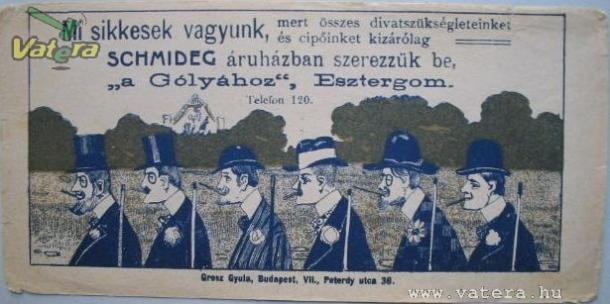 Vatera
Mi sikkesek vagyunk, mert összes divatszükségleteinket
és cipőinket kizárólag
SCHMIDEG áruházban szerezzük be,
„a Gólyához“, Esztergom.
Telefon 120.
Grosz Gyula, Budapest, VII., Peterdy utca 36.
www.vatera.hu